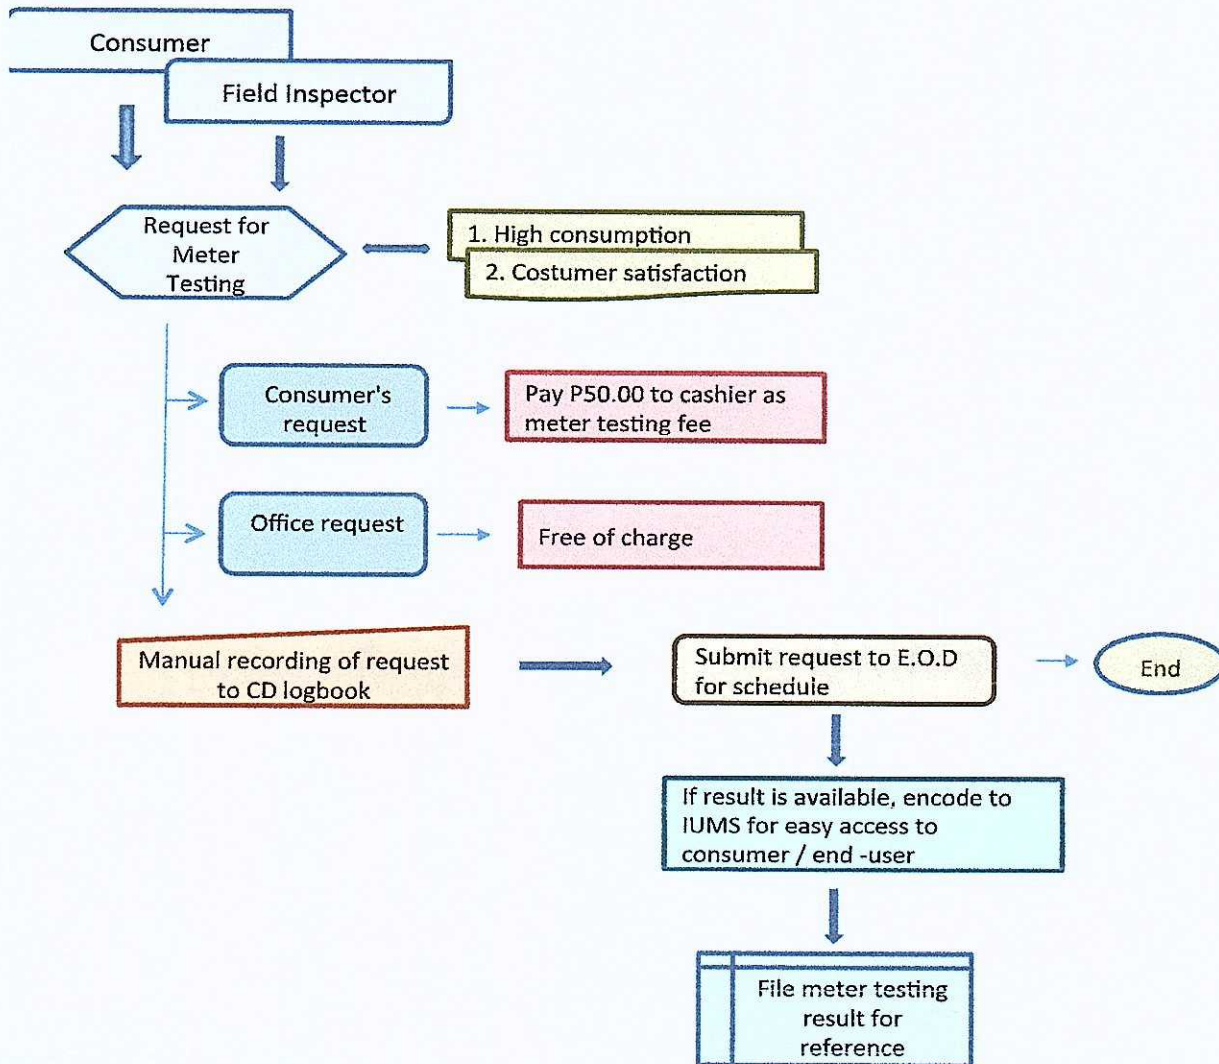 Consumer
Field Inspector
Request for
Meter
Testing
1. High consumption
2. Costumer satisfaction
Consumer's
request
Pay P50.00 to cashier as
meter testing fee
Office request
Free of charge
Manual recording of request
to CD logbook
Submit request to E.O.D
for schedule
End
If result is available, encode to
IUMS for easy access to
consumer / end -user
File meter testing
result for
reference